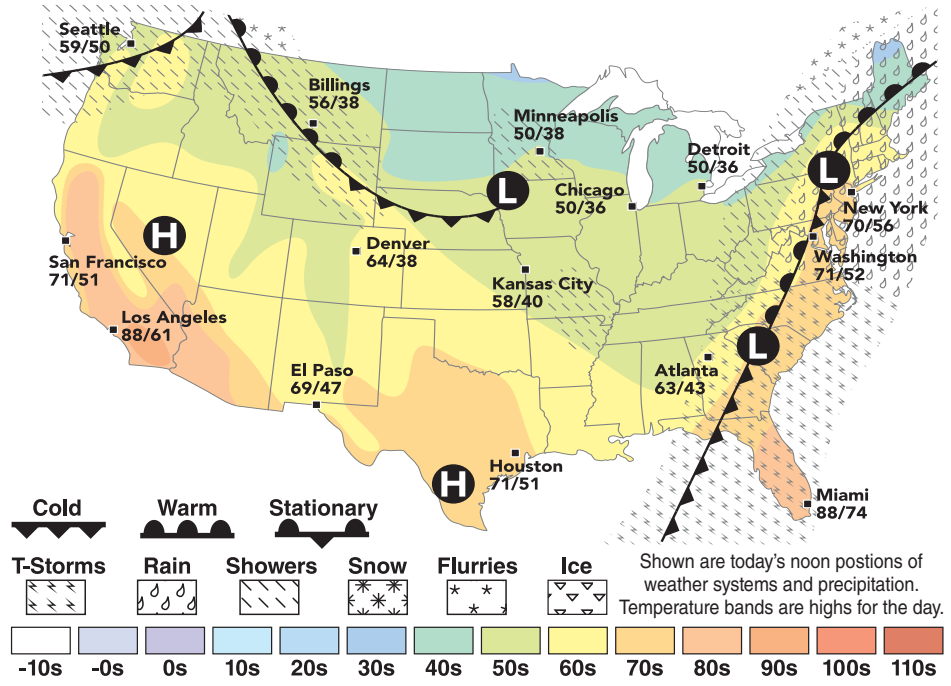 Seattle
59/50
Billings
56/38
Minneapolis
50/38
Detroit
50/36
Chicago
50/36
L
L
New York
70/56
H
San Francisco
71/51
Denver
64/38
Washington
71/52
Kansas City
58/40
Los Angeles
88/61
L
El Paso
69/47
Atlanta
63/43
Houston
71/51
H
Miami
88/74
Cold
Warm
Stationary
T-Storms
Rain
Showers
Snow
Flurries
Ice
Shown are today's noon postions of
weather systems and precipitation.
Temperature bands are highs for the day.
-10s
-0s
0s
10s
20s
30s
40s
50s
60s
70s
80s
90s
100s
110s